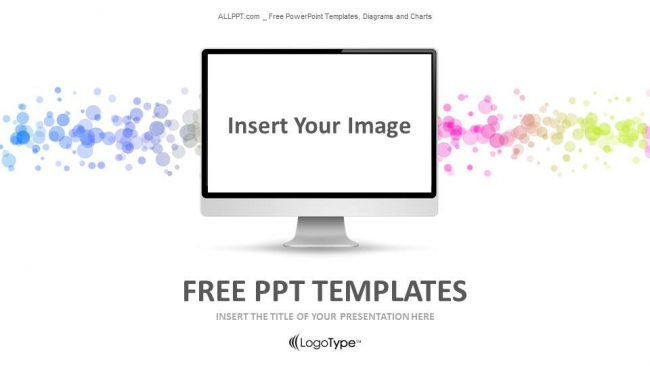 ALLPPT.com _ Free PowerPoint Templates, Diagrams and Charts
Insert Your Image
FREE PPT TEMPLATES
INSERT THE TITLE OF YOUR PRESENTATION HERE
LogoType™